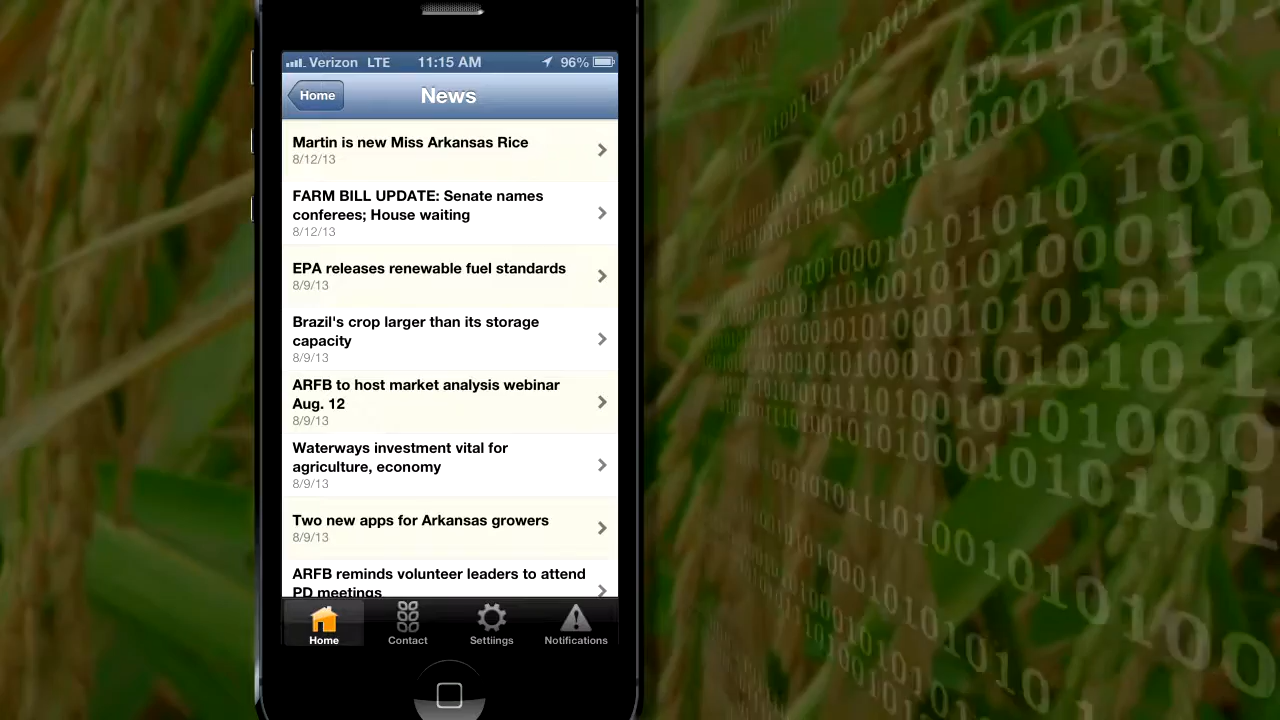 Verizon LTE 11:15 AM 96%
Home News
Martin is new Miss Arkansas Rice
8/12/13
FARM BILL UPDATE: Senate names
conferees; House waiting
8/12/13
EPA releases renewable fuel standards
8/9/13
Brazil's crop larger than its storage
capacity
8/9/13
ARFB to host market analysis webinar
Aug. 12
8/9/13
Waterways investment vital for
agriculture, economy
8/9/13
Two new apps for Arkansas growers
8/9/13
ARFB reminds volunteer leaders to attend
PD meetings
Home Contact Settiings Notifications